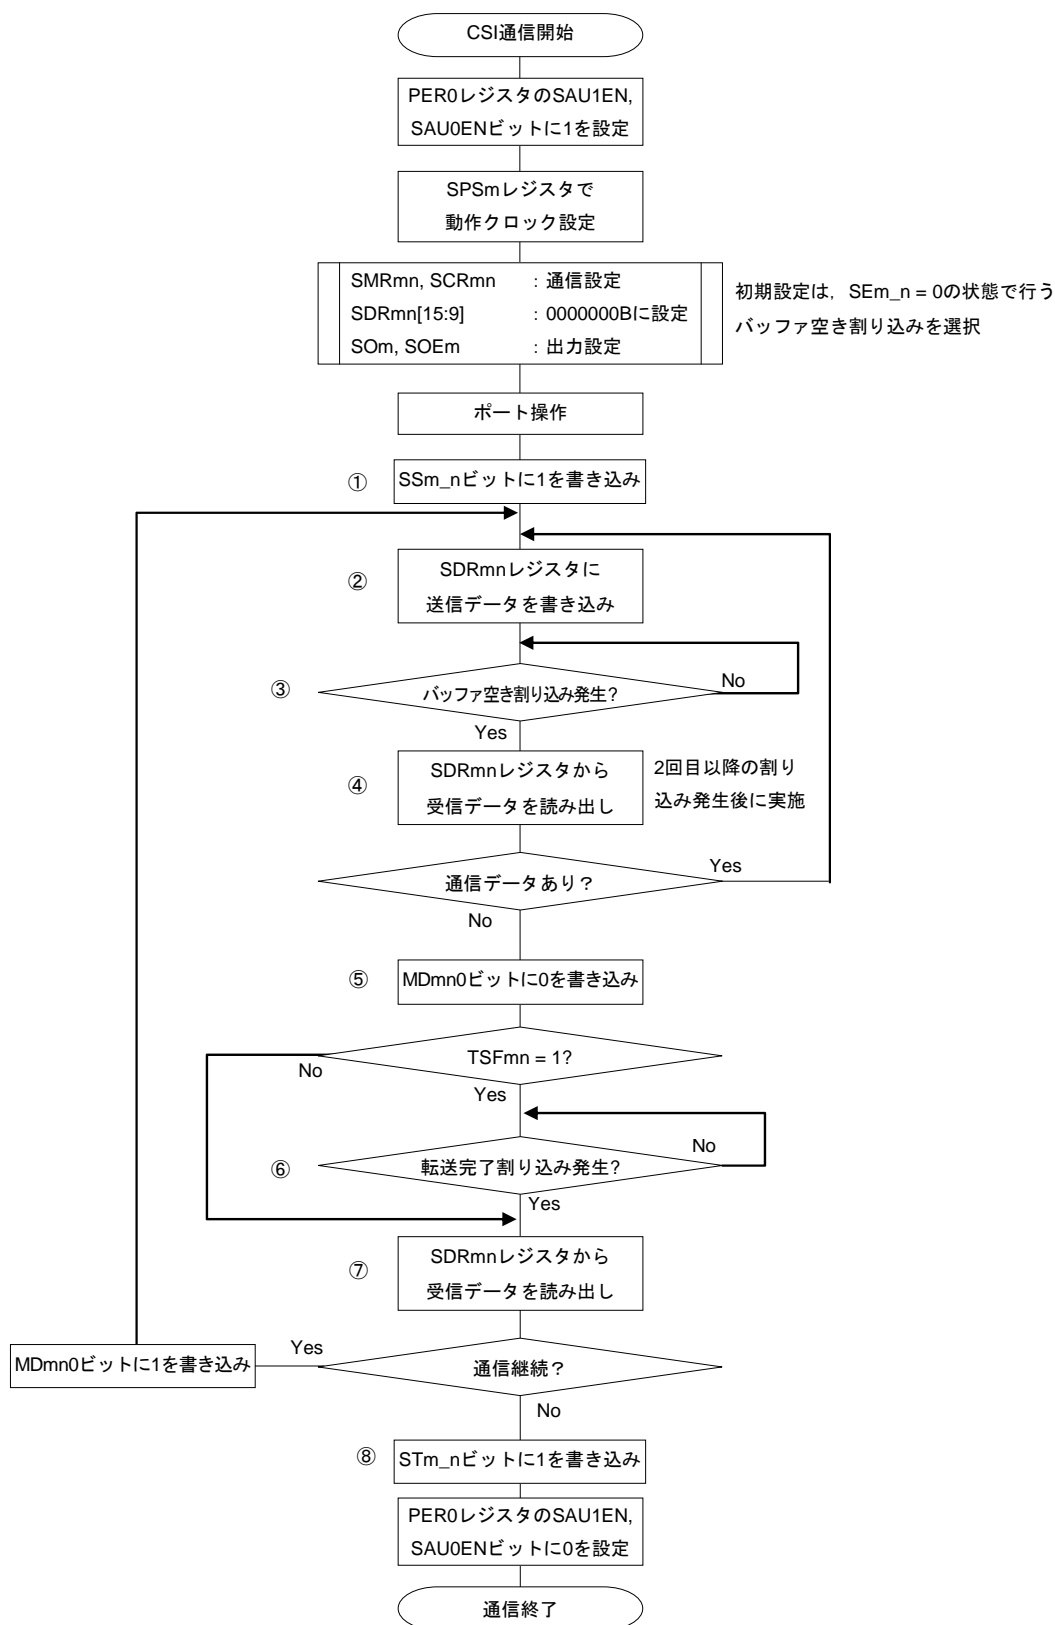 CSI通信開始
PER0レジスタのSAU1EN,
SAU0ENビットに1を設定
SPSmレジスタで
動作クロック設定
SMRmn, SCRmn : 通信設定
SDRmn[15:9] : 0000000Bに設定
SOm, SOEm : 出力設定
初期設定は，SEm_n = 0の状態で行う
バッファ空き割り込みを選択
ポート操作
① SSm_nビットに1を書き込み
② SDRmnレジスタに
送信データを書き込み
③ バッファ空き割り込み発生?
No
Yes
④ SDRmnレジスタから
受信データを読み出し
2回目以降の割り
込み発生後に実施
通信データあり？
Yes
No
⑤ MDmn0ビットに0を書き込み
TSFmn = 1?
No
Yes
⑥ 転送完了割り込み発生?
No
Yes
⑦ SDRmnレジスタから
受信データを読み出し
通信継続？
Yes
MDmn0ビットに1を書き込み
No
⑧ STm_nビットに1を書き込み
PER0レジスタのSAU1EN,
SAU0ENビットに0を設定
通信終了